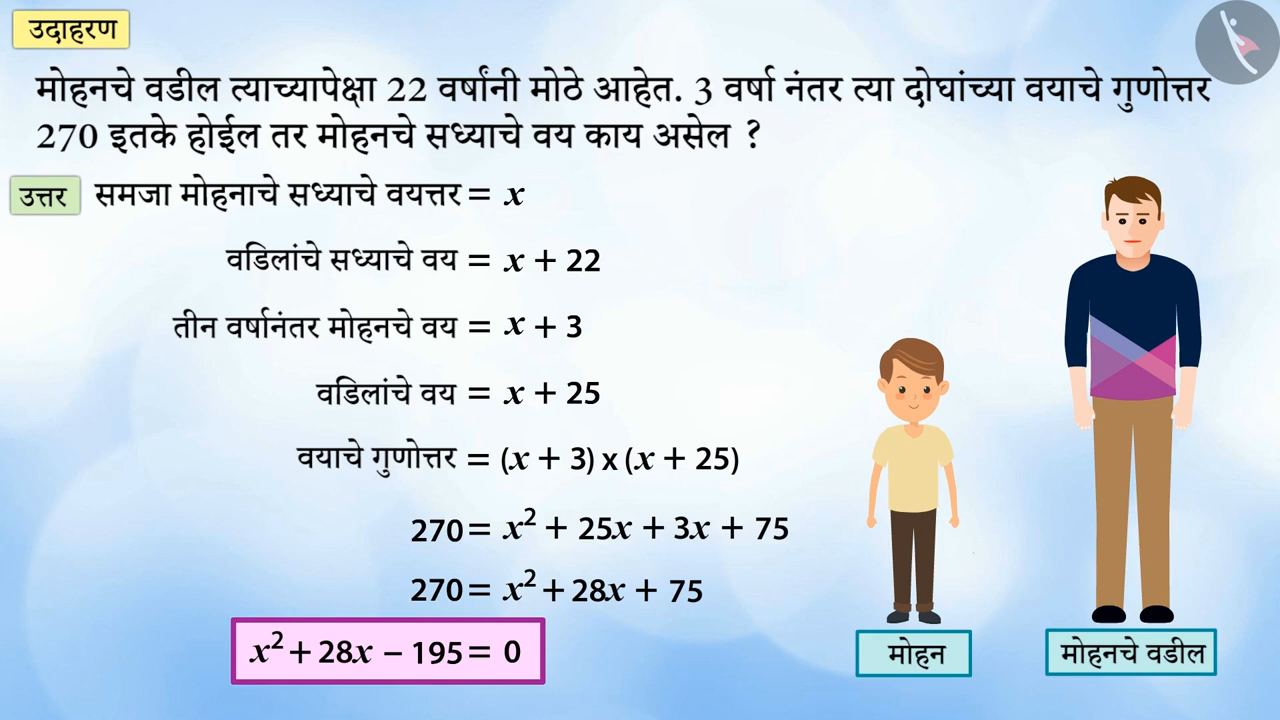 उदाहरण
मोहनचे वडील त्याच्यापेक्षा 22 वर्षांनी मोठे आहेत. 3 वर्षा नंतर त्या दोघांच्या वयाचे गुणोत्तर
270 इतके होईल तर मोहनचे सध्याचे वय काय असेल ?
उत्तर समजा मोहनाचे सध्याचे वयत्तर = x
वडिलांचे सध्याचे वय = x + 22
तीन वर्षानंतर मोहनचे वय = x + 3
वडिलांचे वय = x + 25
वयाचे गुणोत्तर = (x + 3) x (x + 25)
270 = x² + 25x + 3x + 75
270 = x² + 28x + 75
x² + 28x − 195 = 0
मोहन मोहनचे वडील